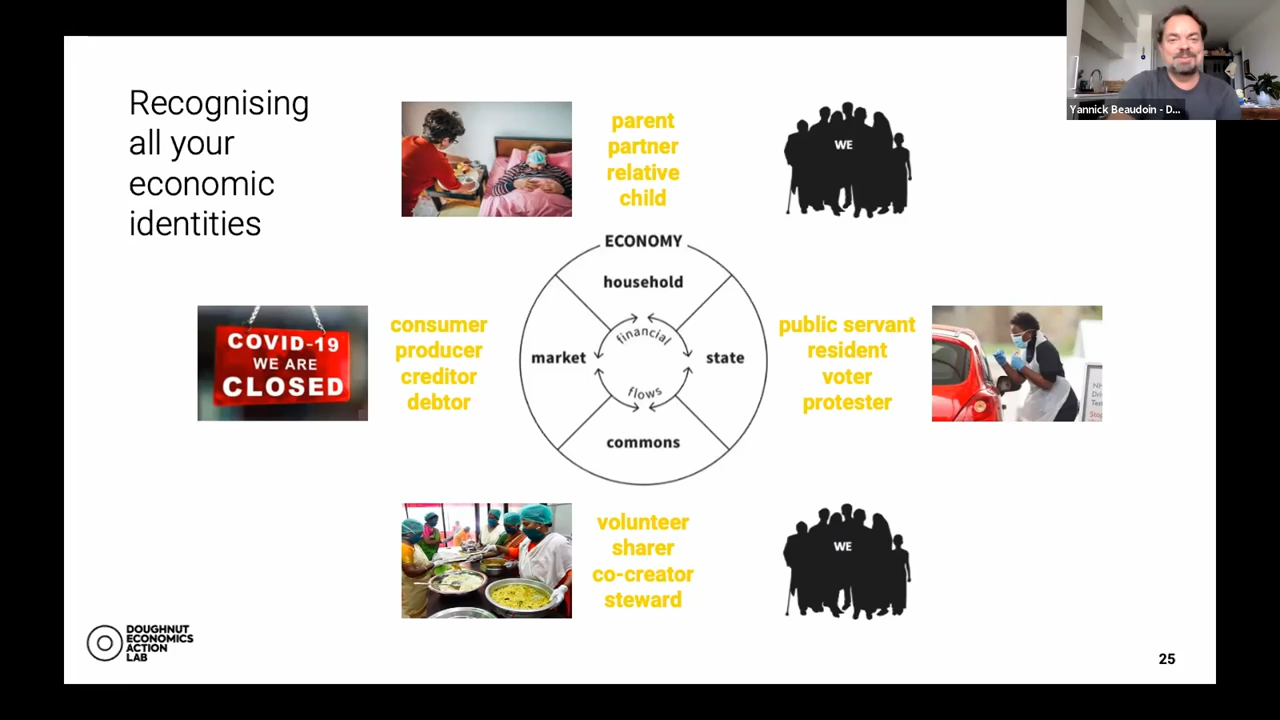 Recognising
all your
economic
identities
parent
partner
relative
child
WE
Yannick Beaudoin - D...
ECONOMY
household
financial
market
state
flows
commons
COVID-19
WE ARE
CLOSED
consumer
producer
creditor
debtor
public servant
resident
voter
protester
volunteer
sharer
co-creator
steward
WE
DOUGHNUT
ECONOMICS
ACTION
LAB
25